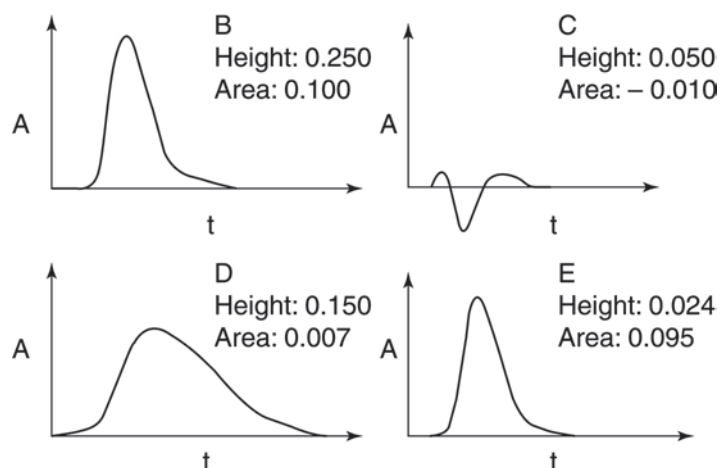 B
Height: 0.250
Area: 0.100
A
t
C
Height: 0.050
Area: – 0.010
A
t
D
Height: 0.150
Area: 0.007
A
t
E
Height: 0.024
Area: 0.095
A
t